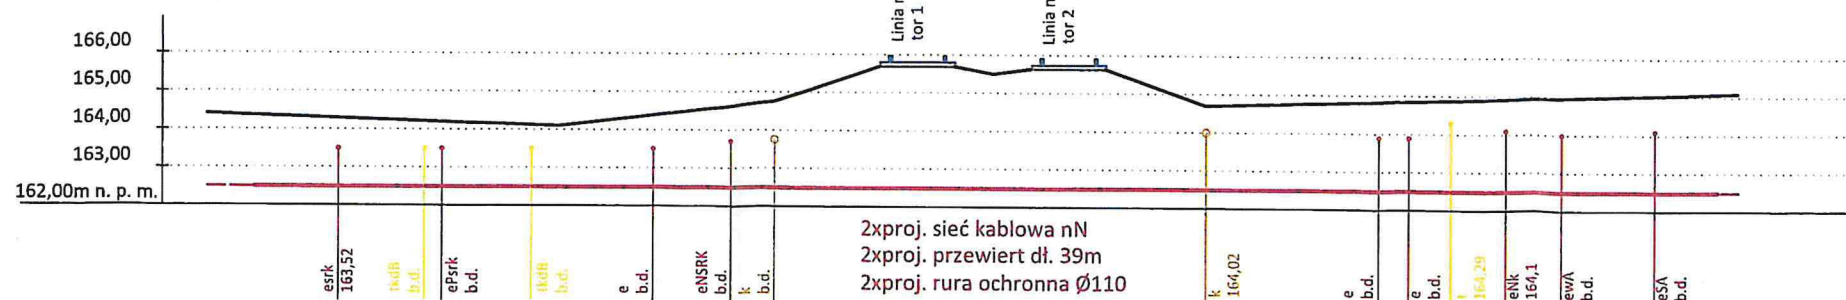 Linia
tor 1
Linia
tor 2
166,00
165,00
164,00
163,00
162,00m n. p. m.
2xproj. sieć kablowa nN
2xproj. przewiert dł. 39m
2xproj. rura ochronna Ø110
esrk
163,52
tkdB
b.d.
ePsrk
b.d.
tkdB
b.d.
e
b.d.
eNSRK
b.d.
k
b.d.
k
164,02
e
b.d.
e
b.d.
t
164,29
eNk
164,1
ewA
b.d.
eSA
b.d.